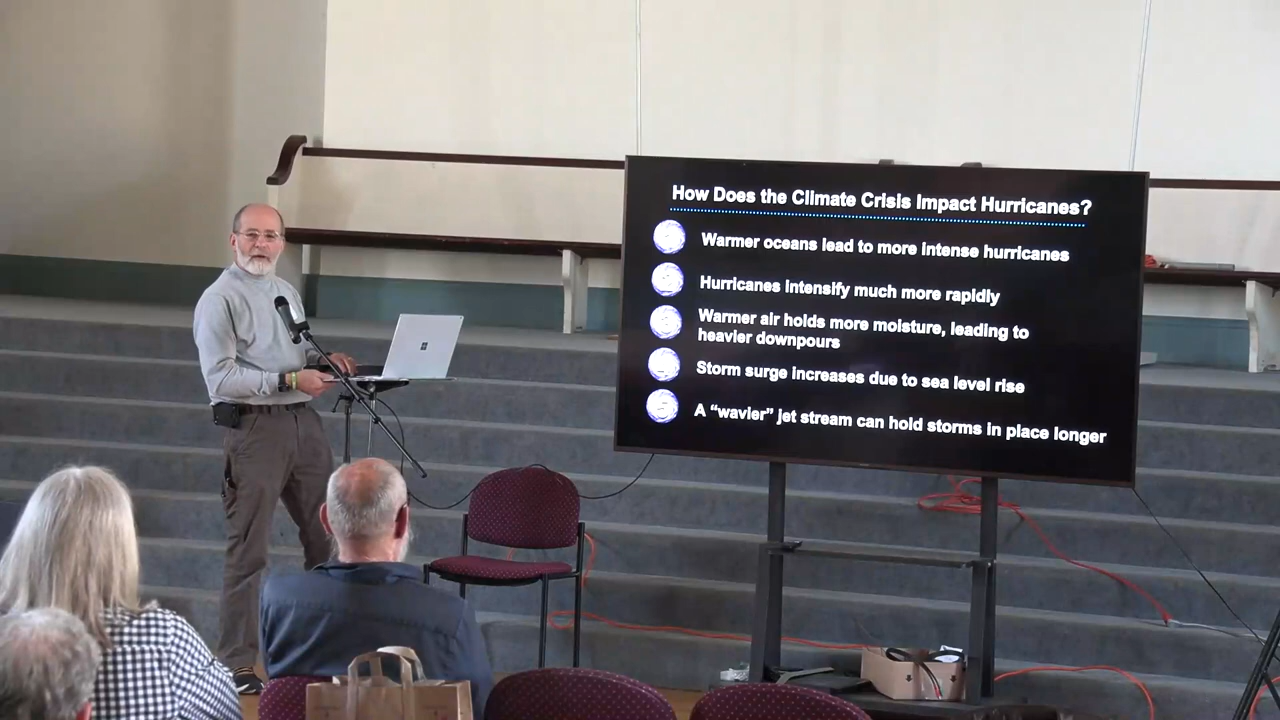 How Does the Climate Crisis Impact Hurricanes?
Warmer oceans lead to more intense hurricanes
Hurricanes intensify much more rapidly
Warmer air holds more moisture, leading to
heavier downpours
Storm surge increases due to sea level rise
A “wavier” jet stream can hold storms in place longer